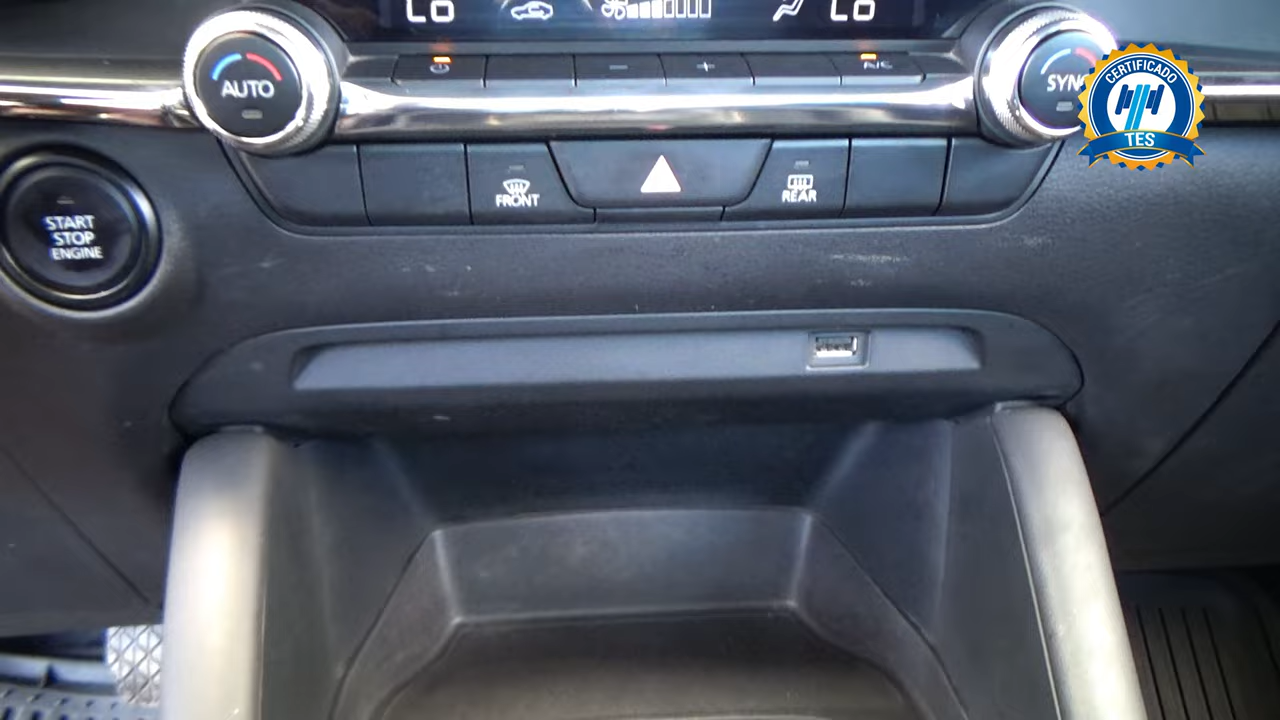 Lo
Lo
A/C
AUTO
SYNC
CERTIFICADO
TES
FRONT
REAR
START
STOP
ENGINE